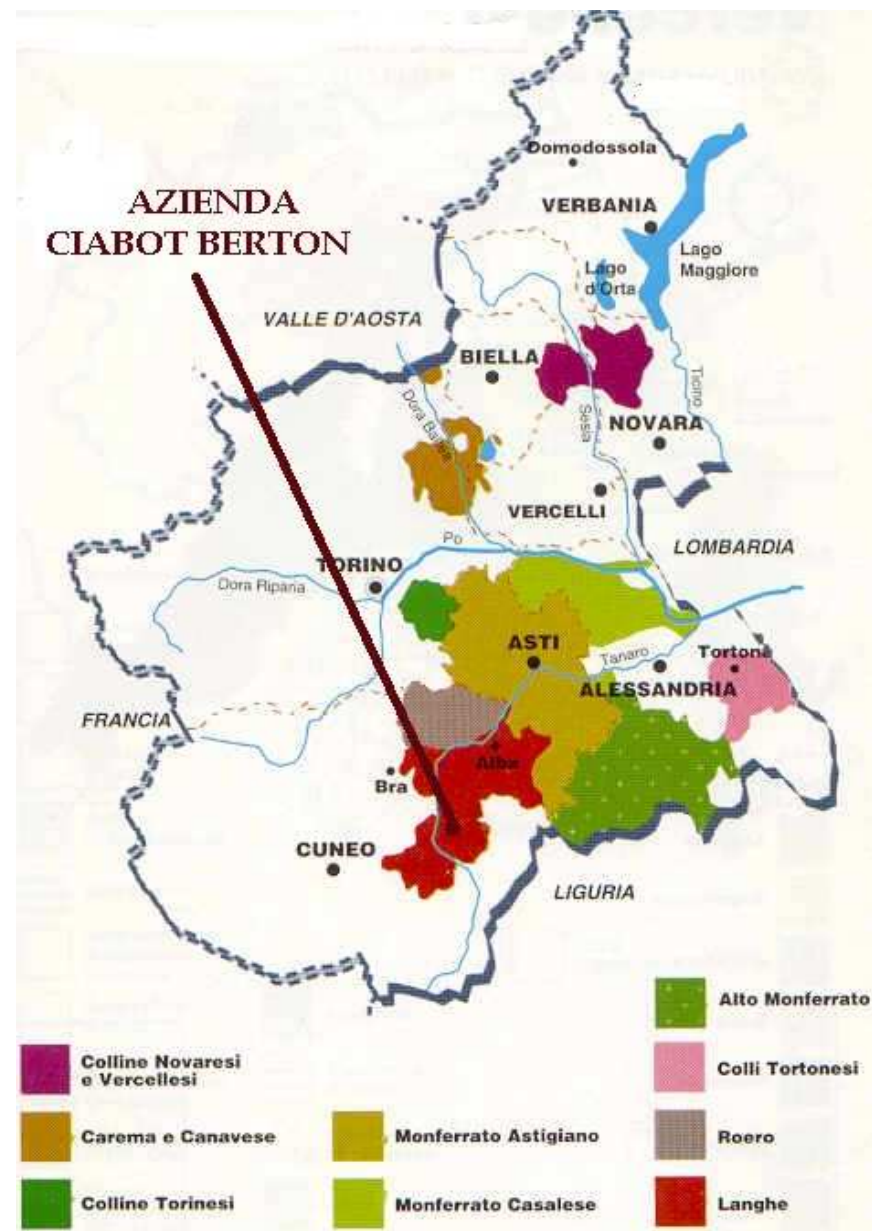 Domodossola
AZIENDA
CIABOT BERTON
VERBANIA
Lago
Maggiore
Lago
d'Orta
VALLE D'AOSTA
BIELLA
Ticino
Dora Baltea
Sesia
NOVARA
VERCELLI
Po
LOMBARDIA
TORINO
Dora Riparia
ASTI
Tanaro
Tortona
ALESSANDRIA
FRANCIA
Alba
Bra
CUNEO
LIGURIA
Alto Monferrato
Colline Novaresi
e Vercellesi
Colli Tortonesi
Carema e Canavese
Monferrato Astigiano
Roero
Colline Torinesi
Monferrato Casalese
Langhe